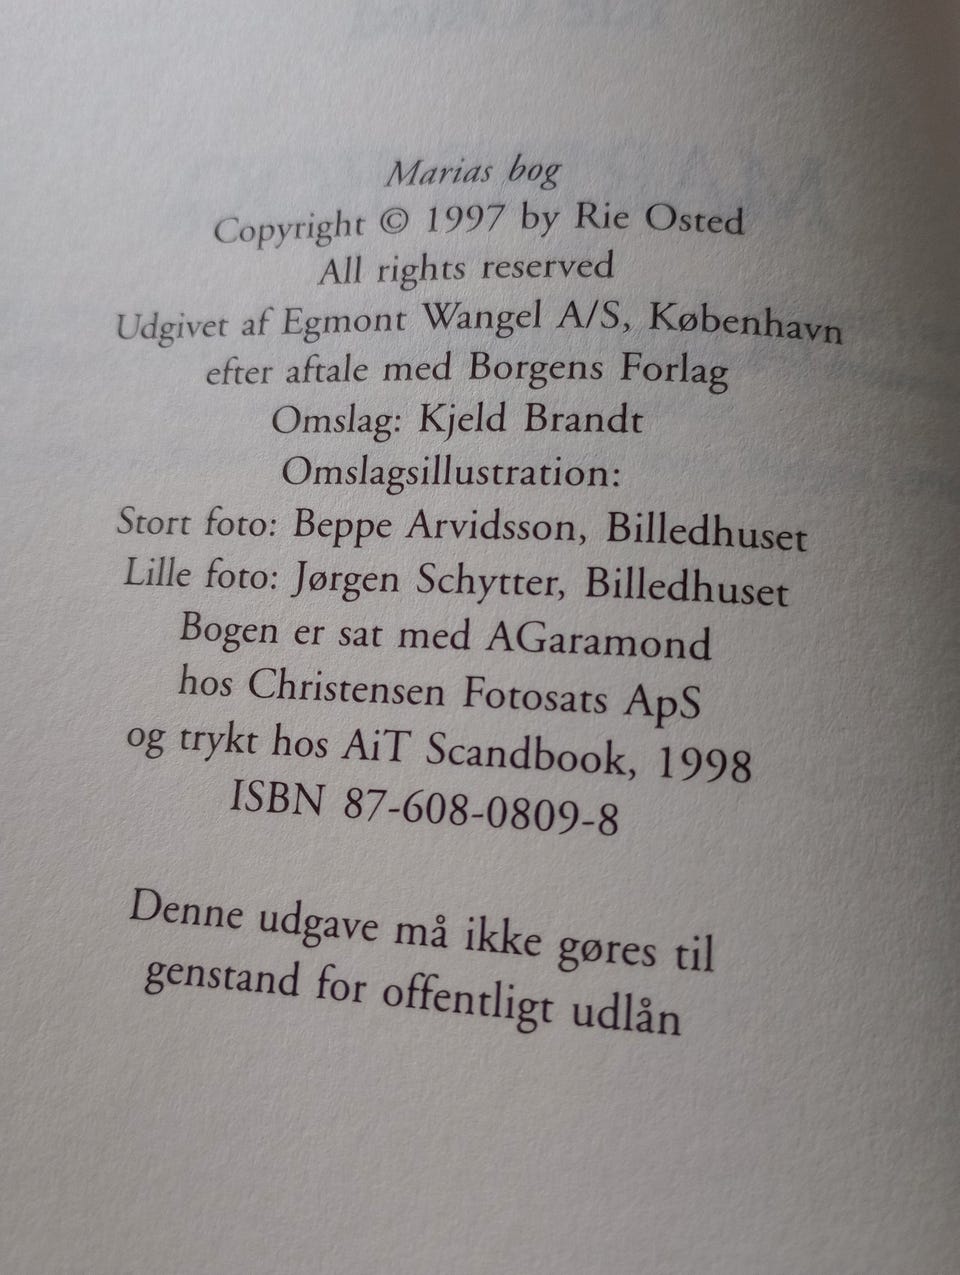 Marias bog
Copyright © 1997 by Rie Osted
All rights reserved
Udgivet af Egmont Wangel A/S, København
efter aftale med Borgens Forlag
Omslag: Kjeld Brandt
Omslagsillustration:
Stort foto: Beppe Arvidsson, Billedhuset
Lille foto: Jørgen Schytter, Billedhuset
Bogen er sat med AGaramond
hos Christensen Fotosats ApS
og trykt hos AiT Scandbook, 1998
ISBN 87-608-0809-8
Denne udgave må ikke gøres til
genstand for offentligt udlån